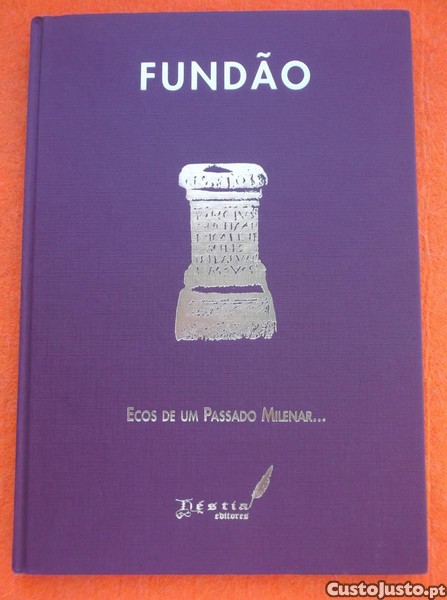 FUNDÃO
ECOS DE UM PASSADO MILENAR...
Héstia
editores
CustoJusto.pt